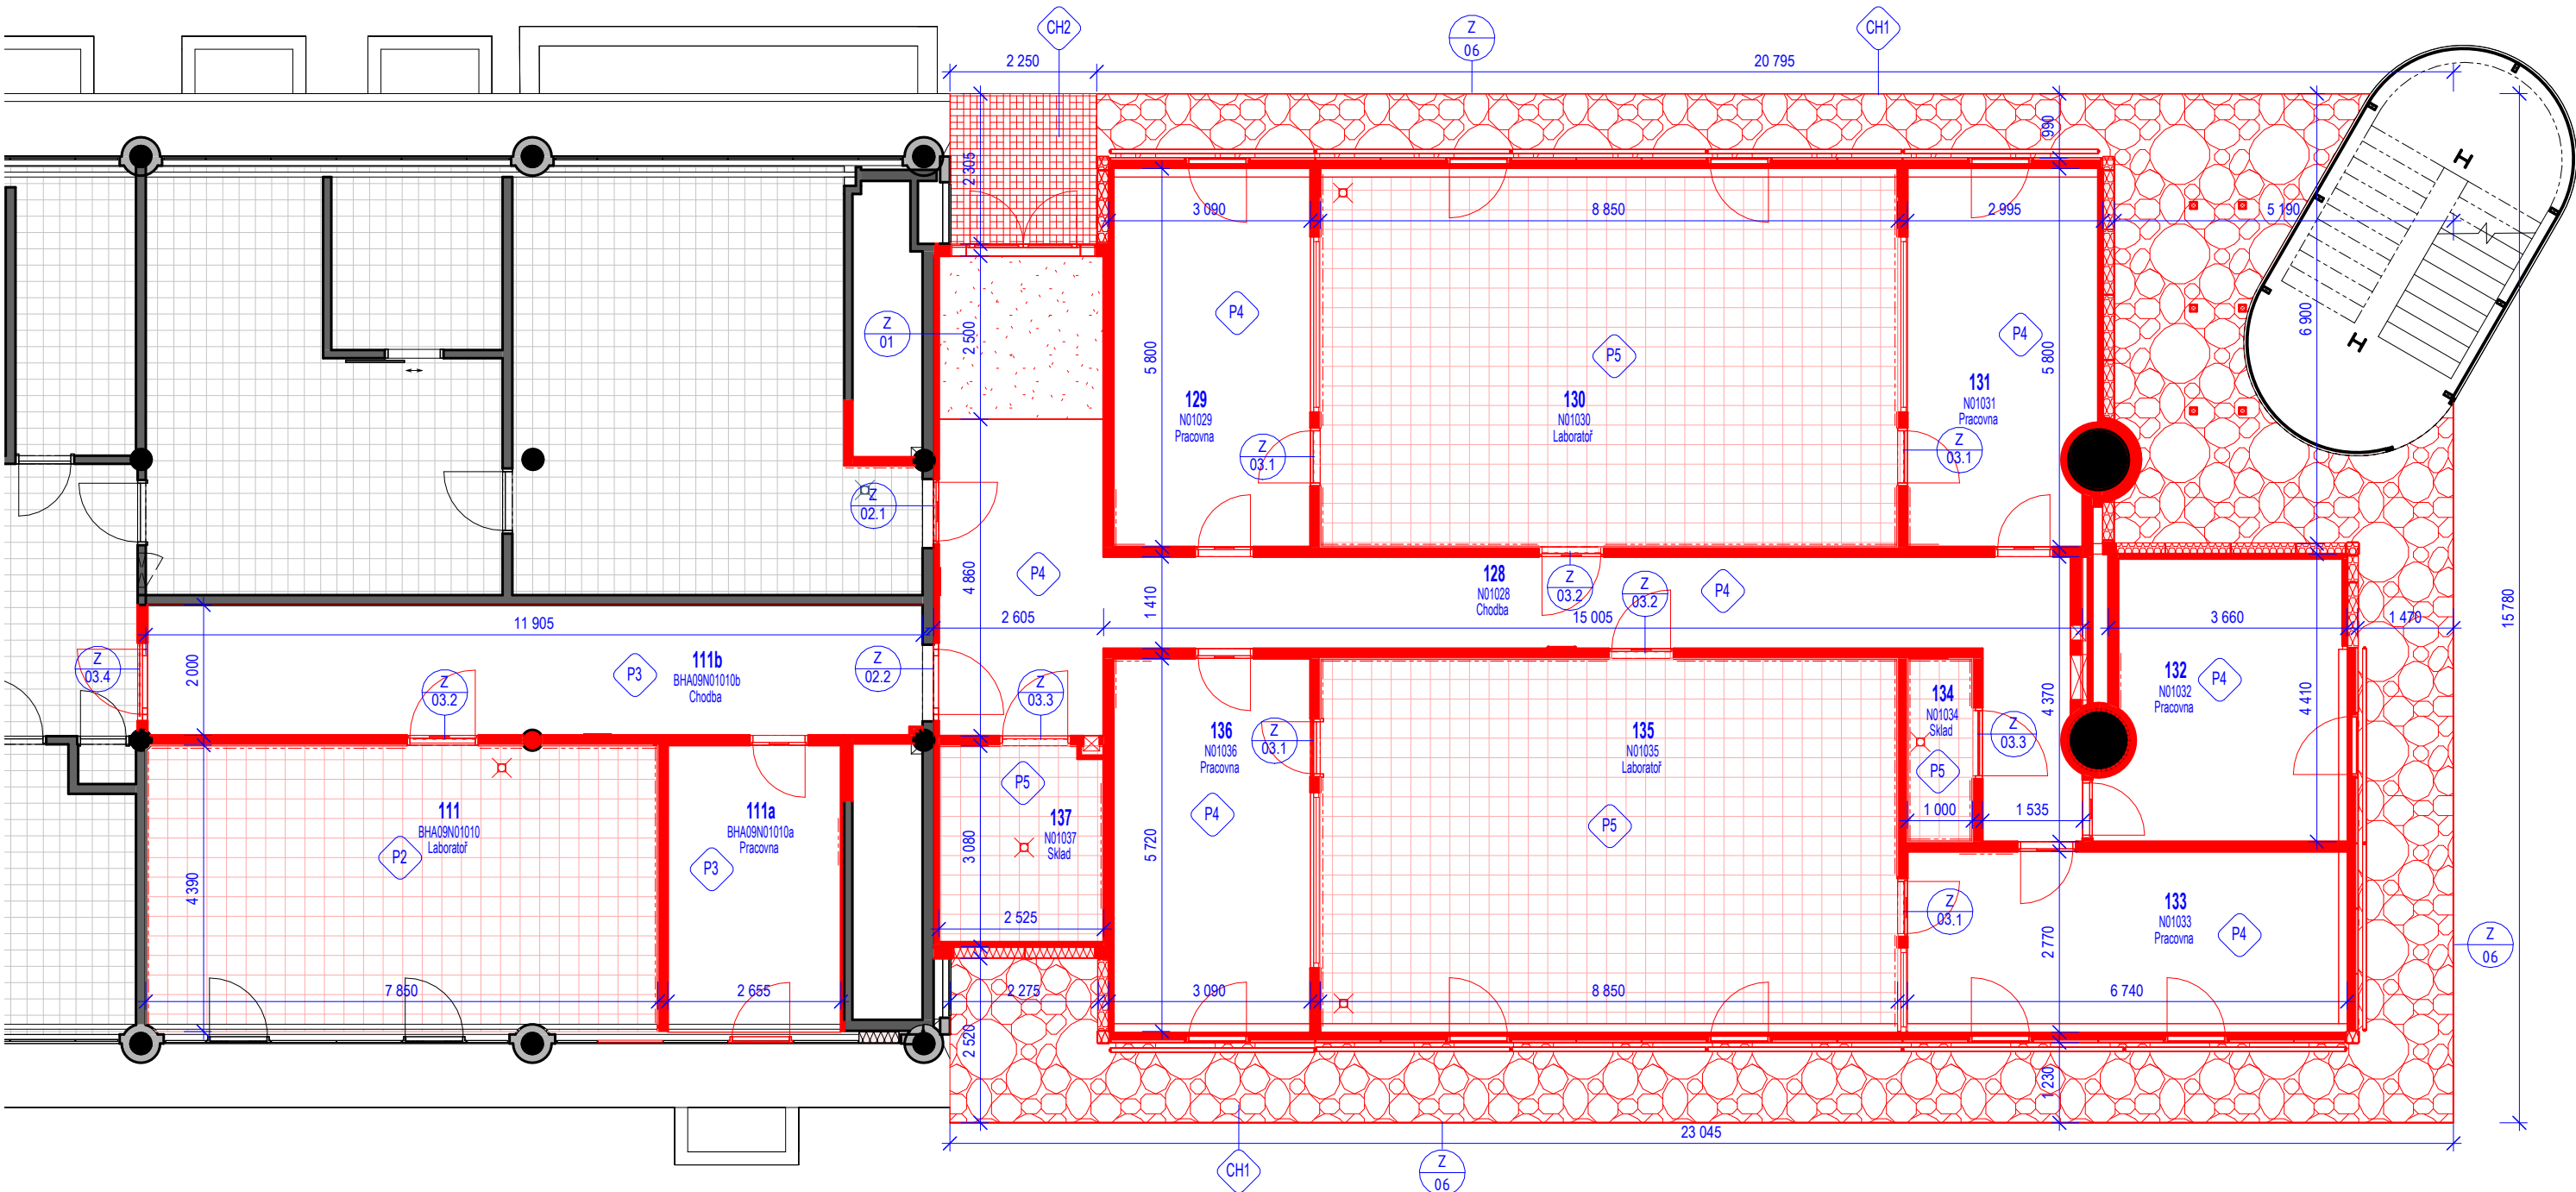 CH2
Z
06
CH1
2 250
20 795
990
2 305
3 090
8 850
2 995
5 190
Z
01
2 500
P4
P5
P4
6 900
5 800
5 800
129
N01029
Pracovna
130
N01030
Laboratoř
131
N01031
Pracovna
Z
03.1
Z
03.1
Z
02.1
4 860
P4
1 410
128
N01028
Chodba
Z
03.2
Z
03.2
P4
11 905
2 605
15 005
3 660
1 470
15 780
Z
03.4
2 000
P3
111b
BHA09N01010b
Chodba
Z
02.2
Z
03.2
Z
03.3
132
N01032
Pracovna
P4
4 370
4 410
136
N01036
Pracovna
Z
03.1
135
N01035
Laboratoř
134
N01034
Sklad
Z
03.3
P5
P5
111
BHA09N01010
Laboratoř
111a
BHA09N01010a
Pracovna
137
N01037
Sklad
P4
P5
1 000
1 535
P2
P3
4 390
3 080
5 720
2 525
Z
03.1
133
N01033
Pracovna
P4
2 770
Z
06
7 850
2 655
2 275
3 090
8 850
6 740
2 520
1 230
23 045
CH1
Z
06